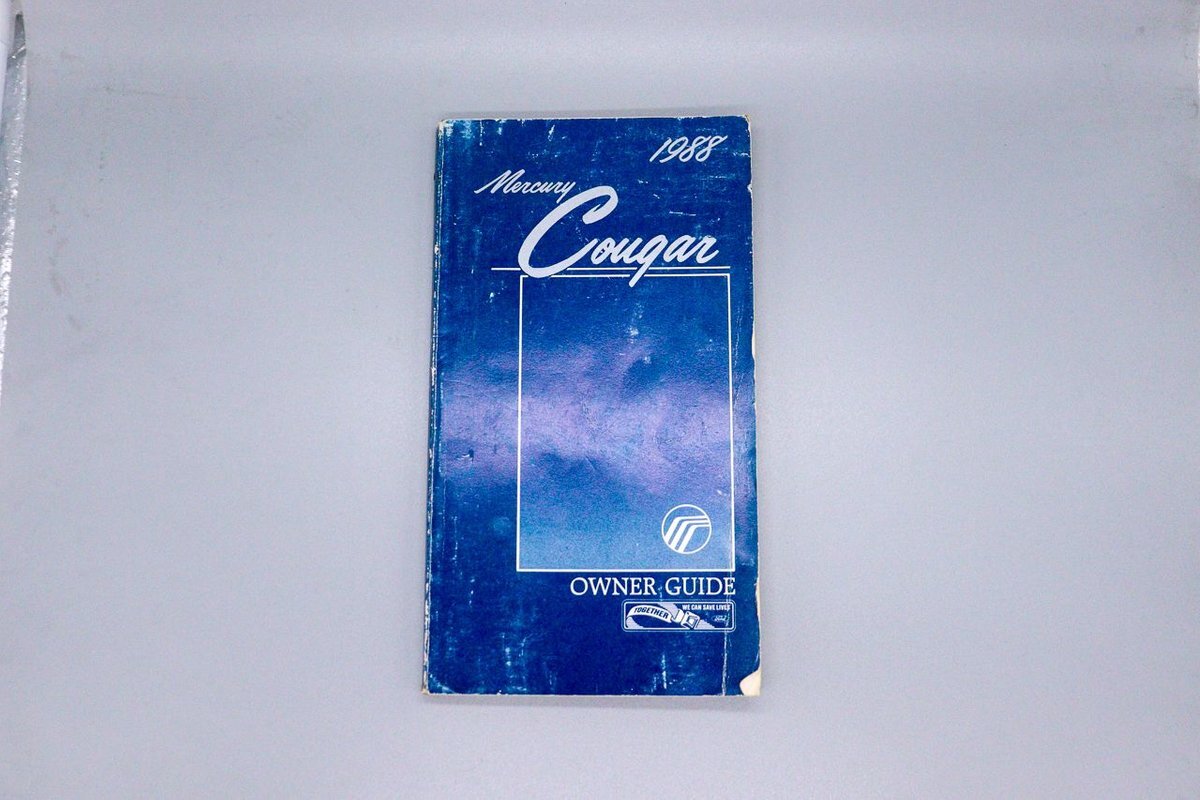 1988
Mercury
Cougar
OWNER GUIDE
TOGETHER
WE CAN SAVE LIVES